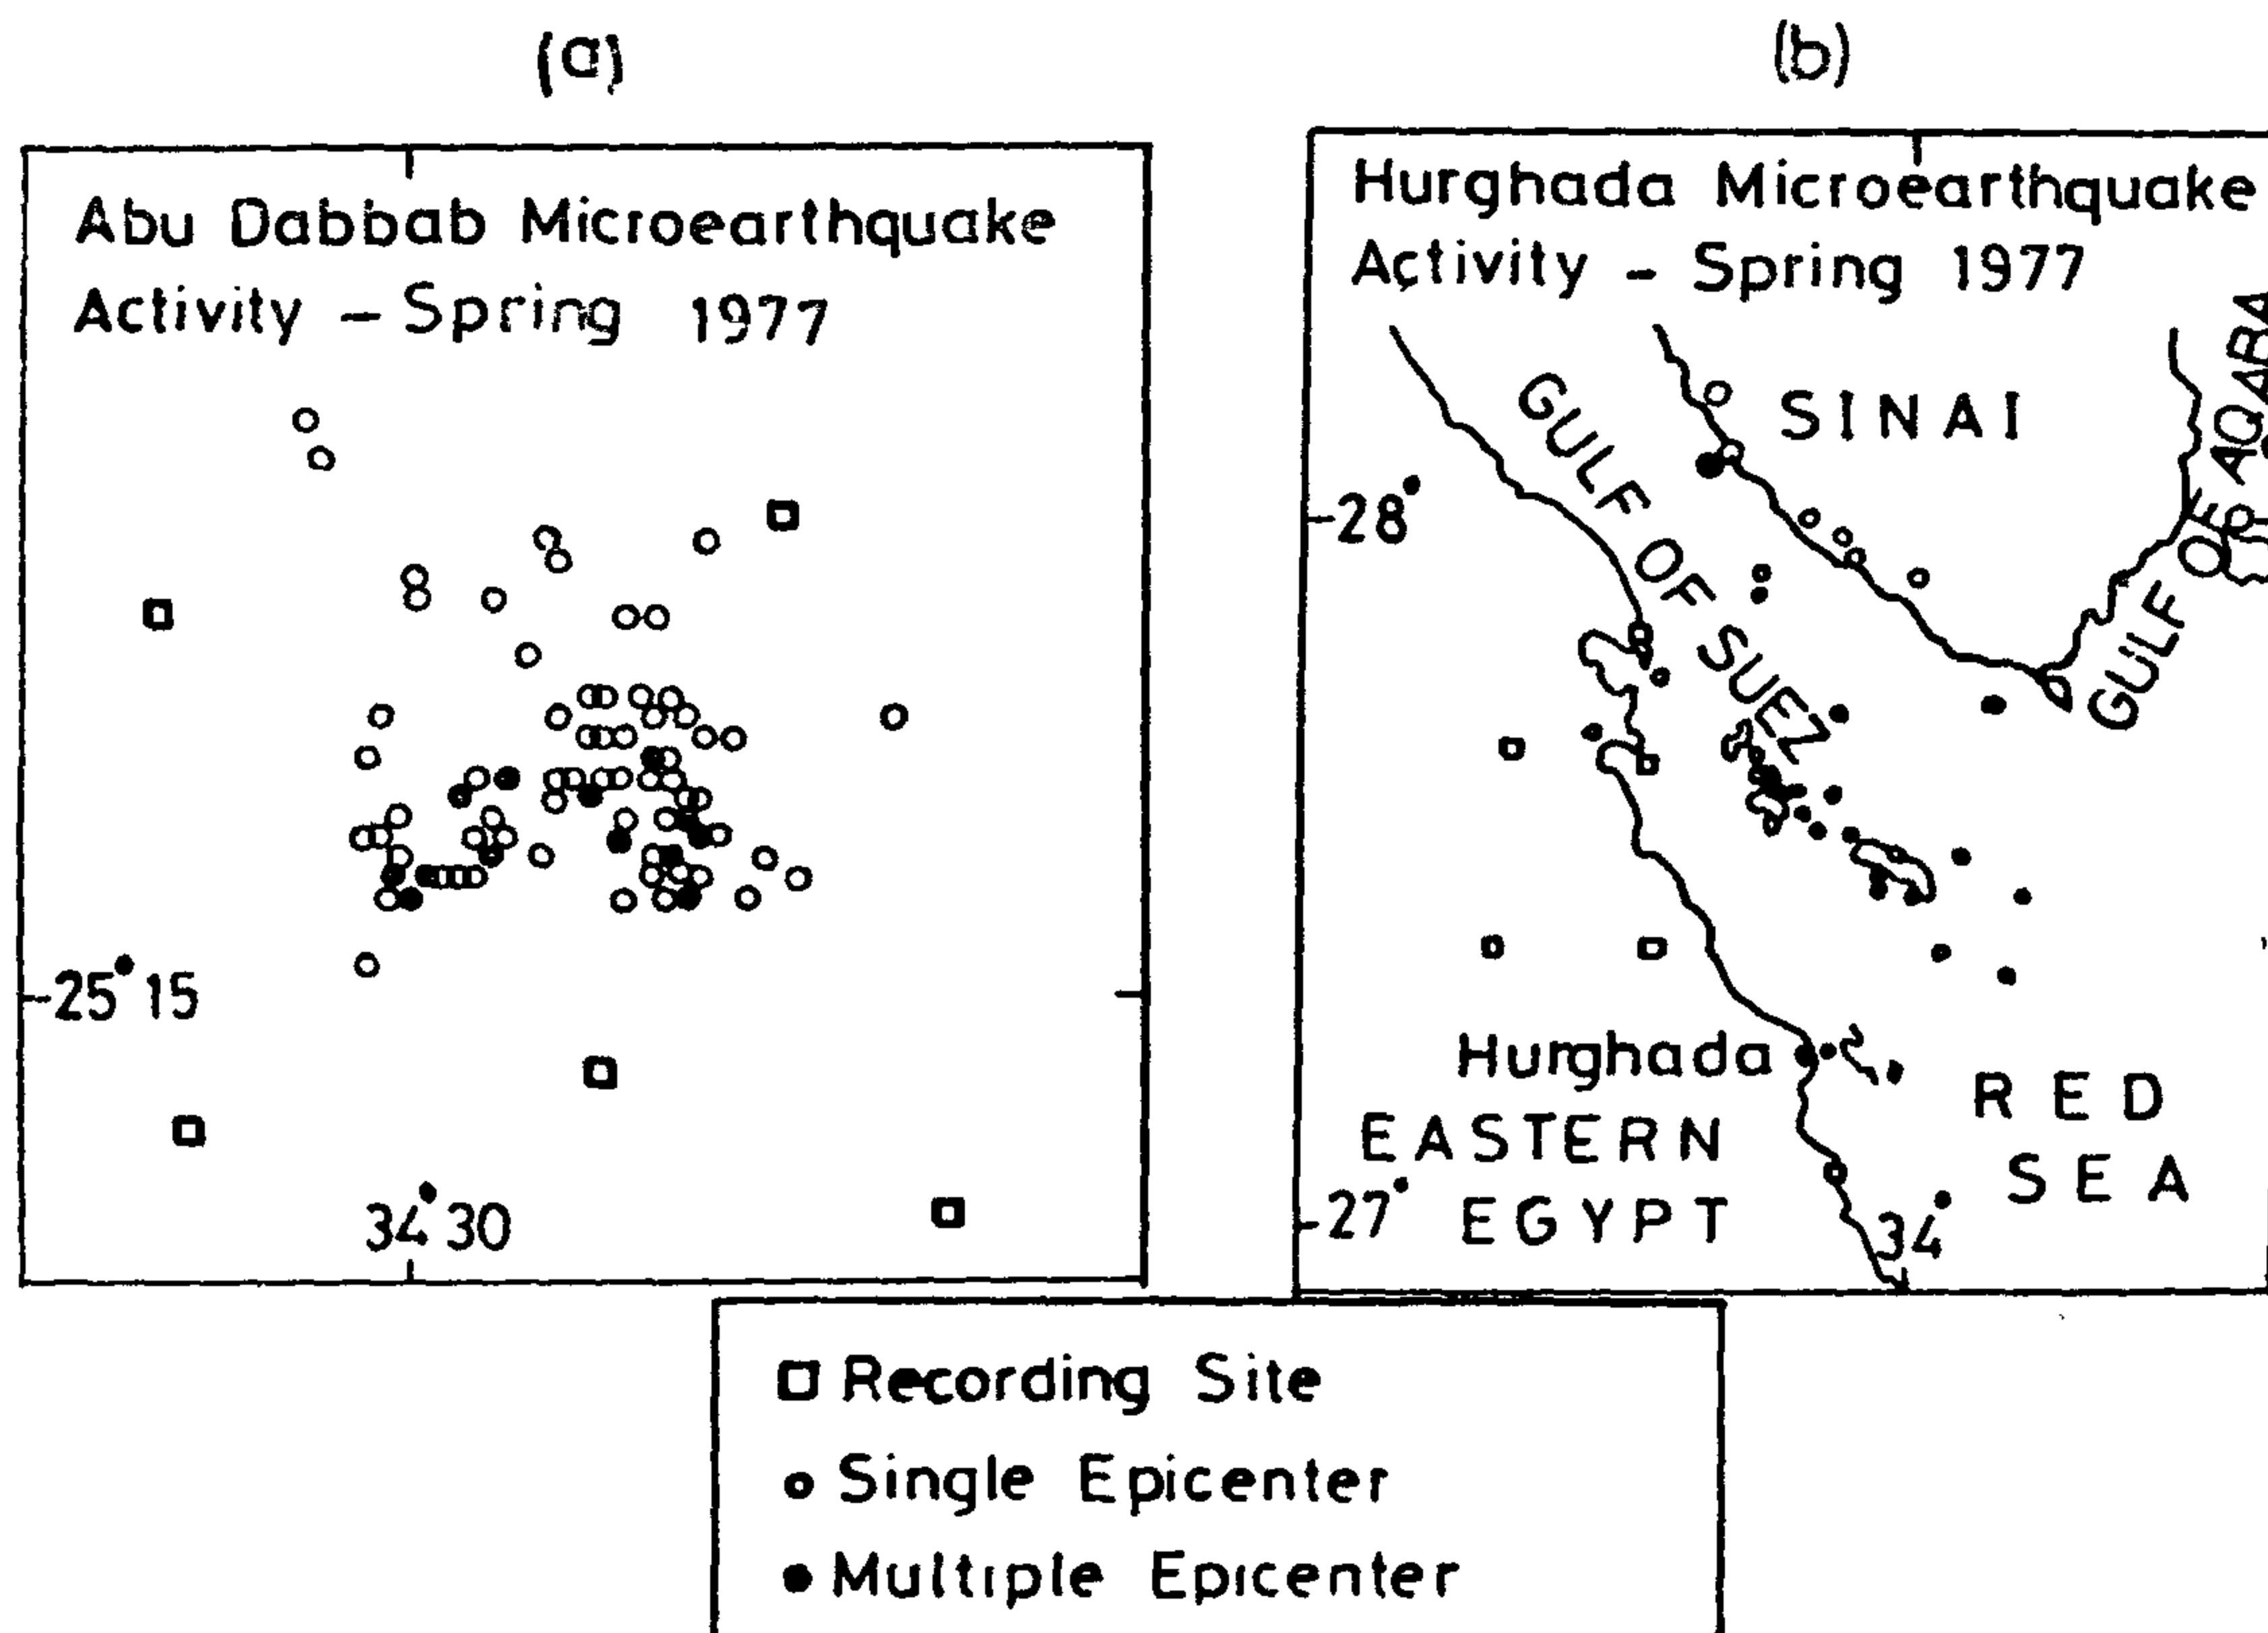 (a)
Abu Dabbab Microearthquake
Activity – Spring 1977
25°15
34°30
(b)
Hurghada Microearthquake
Activity – Spring 1977
GULF OF SUEZ
SINAI
GULF OF AQABA
28°
Hurghada
EASTERN
EGYPT
RED
SEA
27°
34°
Recording Site
Single Epicenter
Multiple Epicenter